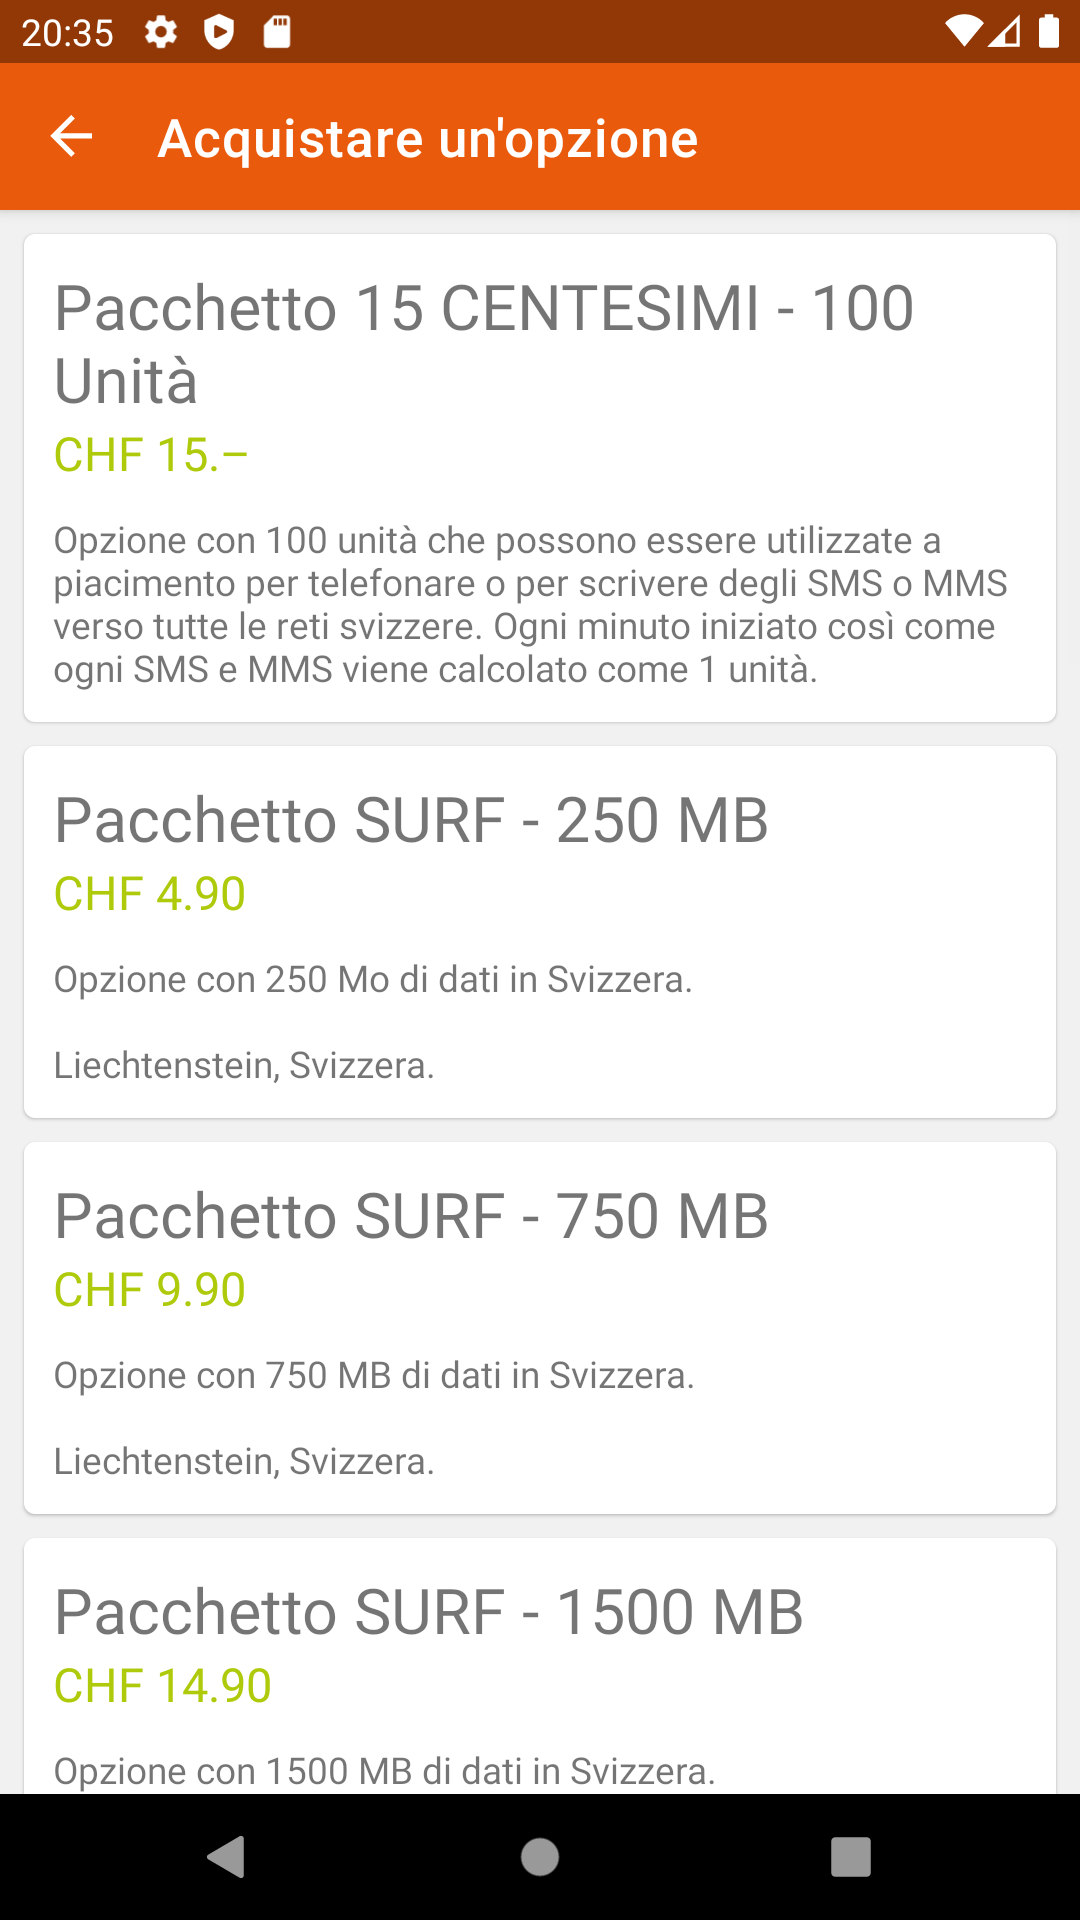 20:35
Acquistare un'opzione
Pacchetto 15 CENTESIMI - 100
Unità
CHF 15.–
Opzione con 100 unità che possono essere utilizzate a
piacimento per telefonare o per scrivere degli SMS o MMS
verso tutte le reti svizzere. Ogni minuto iniziato così come
ogni SMS e MMS viene calcolato come 1 unità.
Pacchetto SURF - 250 MB
CHF 4.90
Opzione con 250 Mo di dati in Svizzera.
Liechtenstein, Svizzera.
Pacchetto SURF - 750 MB
CHF 9.90
Opzione con 750 MB di dati in Svizzera.
Liechtenstein, Svizzera.
Pacchetto SURF - 1500 MB
CHF 14.90
Opzione con 1500 MB di dati in Svizzera.